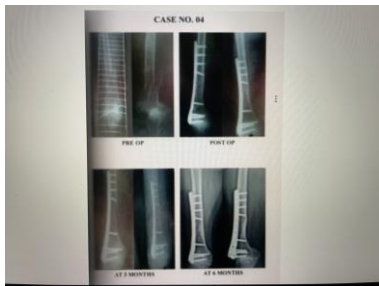 CASE NO. 04
PRE OP
POST OP
AT 3 MONTHS
AT 6 MONTHS